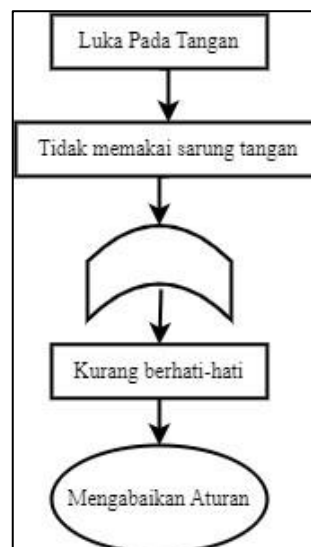 Luka Pada Tangan
Tidak memakai sarung tangan
Kurang berhati-hati
Mengabaikan Aturan